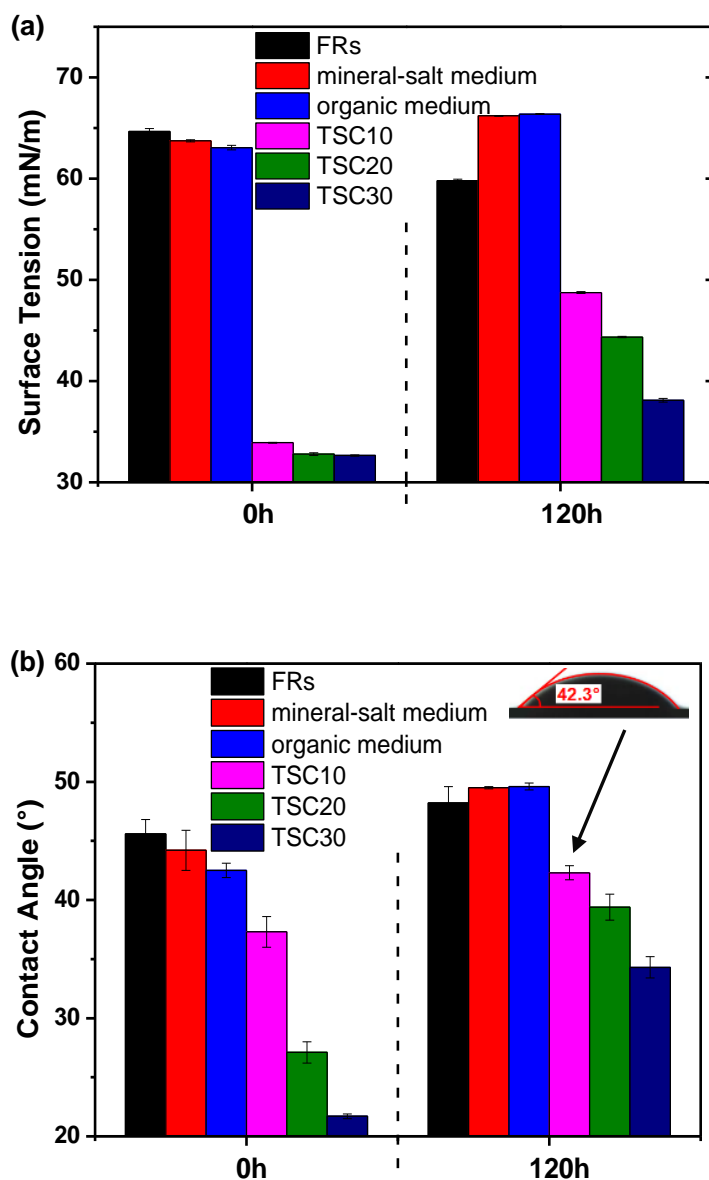 (a)
FRs
mineral-salt medium
organic medium
TSC10
TSC20
TSC30
70
60
50
40
30
Surface Tension (mN/m)
0h
120h
(b)
FRs
mineral-salt medium
organic medium
TSC10
TSC20
TSC30
42.3°
60
50
40
30
20
Contact Angle (°)
0h
120h